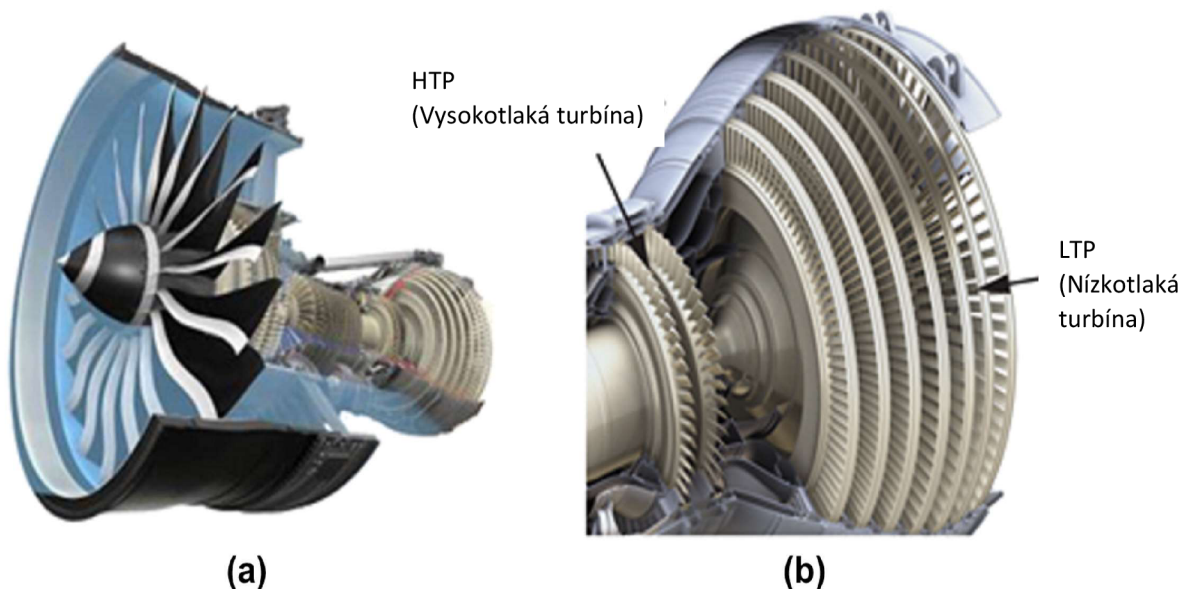 HTP
(Vysokotlaká turbína)
LTP
(Nízkotlaká
turbína)
(a)
(b)